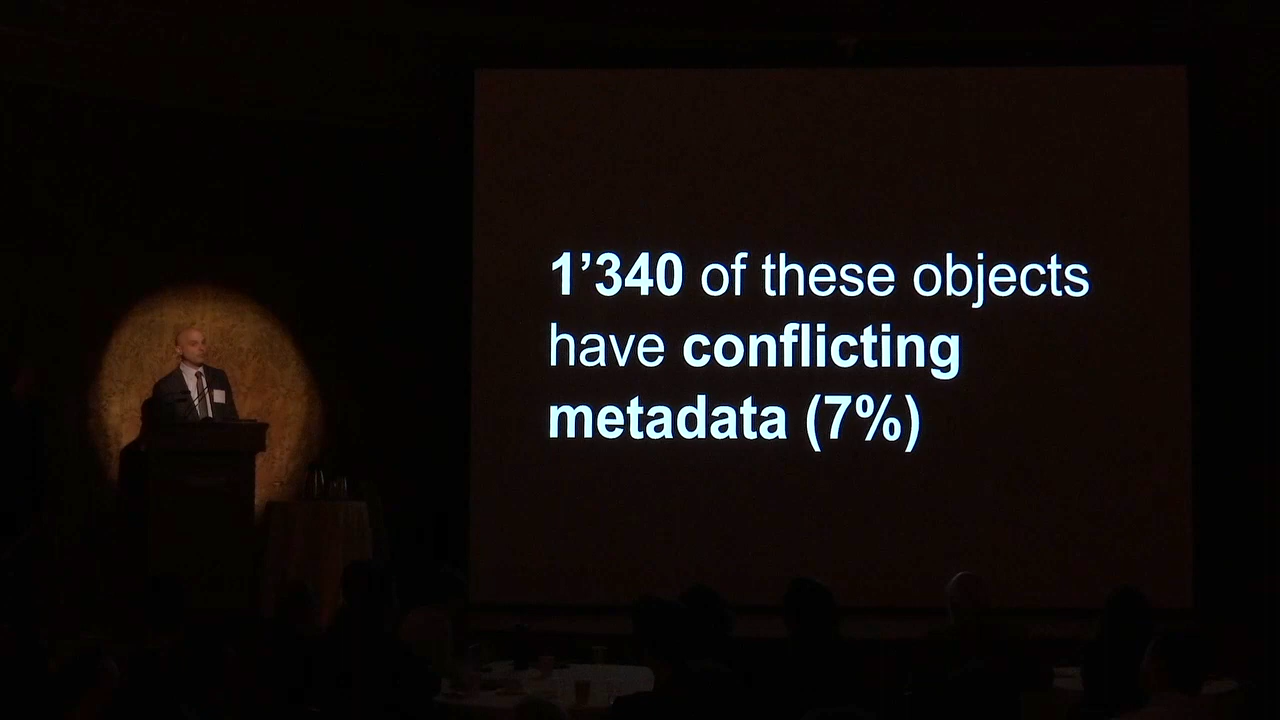 1’340 of these objects
have conflicting
metadata (7%)